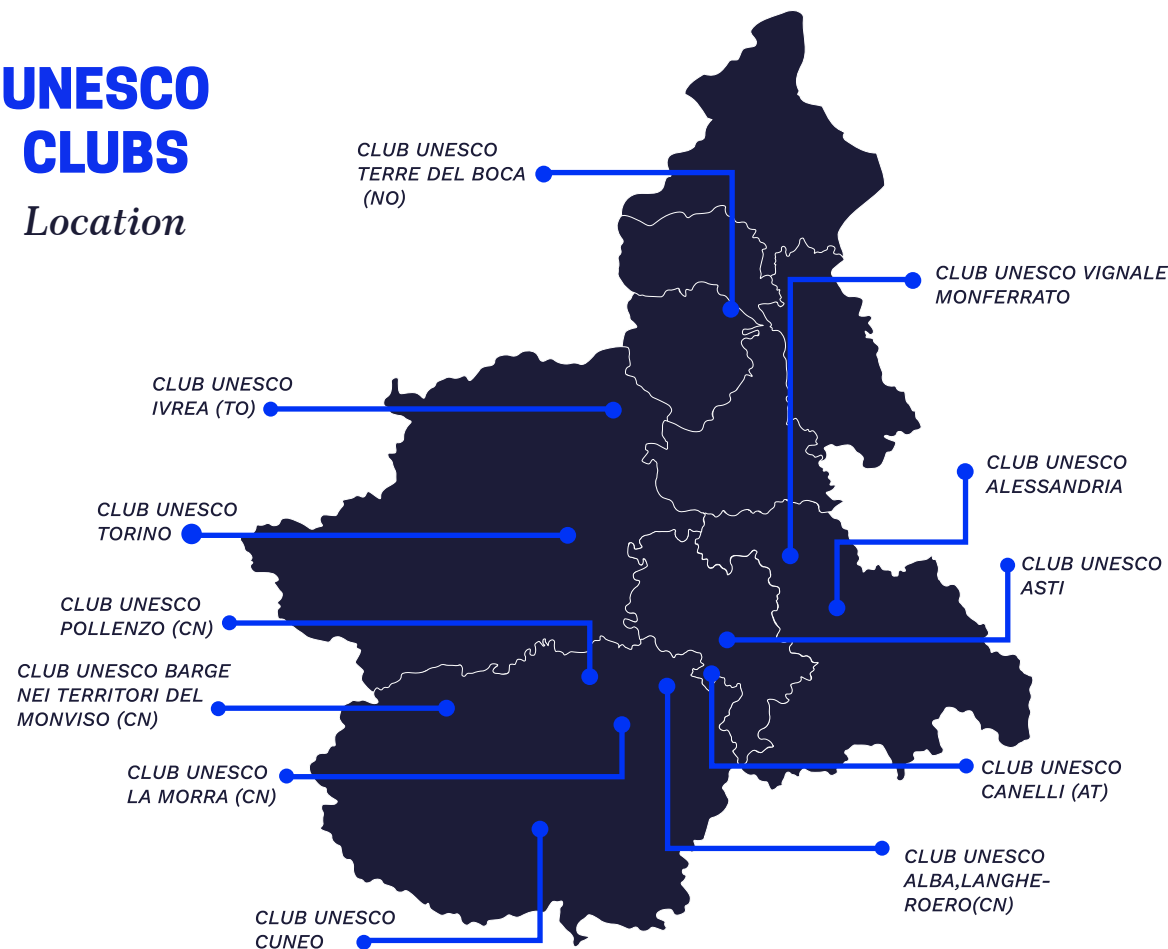 UNESCO
CLUBS
Location
CLUB UNESCO
TERRE DEL BOCA
(NO)
CLUB UNESCO VIGNALE
MONFERRATO
CLUB UNESCO
IVREA (TO)
CLUB UNESCO
ALESSANDRIA
CLUB UNESCO
TORINO
CLUB UNESCO
ASTI
CLUB UNESCO
POLLENZO (CN)
CLUB UNESCO BARGE
NEI TERRITORI DEL
MONVISO (CN)
CLUB UNESCO
LA MORRA (CN)
CLUB UNESCO
CANELLI (AT)
CLUB UNESCO
ALBA,LANGHE-
ROERO(CN)
CLUB UNESCO
CUNEO